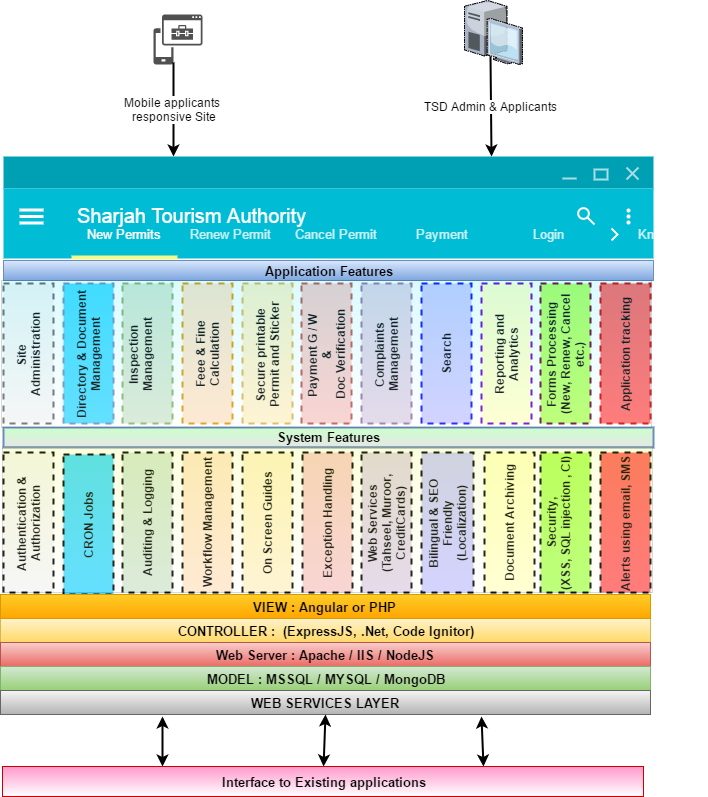 Mobile applicants
responsive Site
TSD Admin & Applicants
Sharjah Tourism Authority
New Permits
Renew Permit
Cancel Permit
Payment
Login
Kn
Application Features
Site
Administration
Directory & Document
Management
Inspection
Management
Feee & Fine
Calculation
Secure printable
Permit and Sticker
Payment G / W
&
Doc Verification
Complaints
Management
Search
Reporting and
Analytics
Forms Processing
(New, Renew, Cancel
etc.)
Application tracking
System Features
Authentication &
Authorization
CRON Jobs
Auditing & Logging
Workflow Management
On Screen Guides
Exception Handling
Web Services
(Tahseel, Muroor,
CreditCards)
Bilingual & SEO
Friendly
(Localization)
Document Archiving
Security,
(XSS, SQL injection , CI)
Alerts using email, SMS
VIEW : Angular or PHP
CONTROLLER :  (ExpressJS, .Net, Code Ignitor)
Web Server : Apache / IIS / NodeJS
MODEL : MSSQL / MYSQL / MongoDB
WEB SERVICES LAYER
Interface to Existing applications